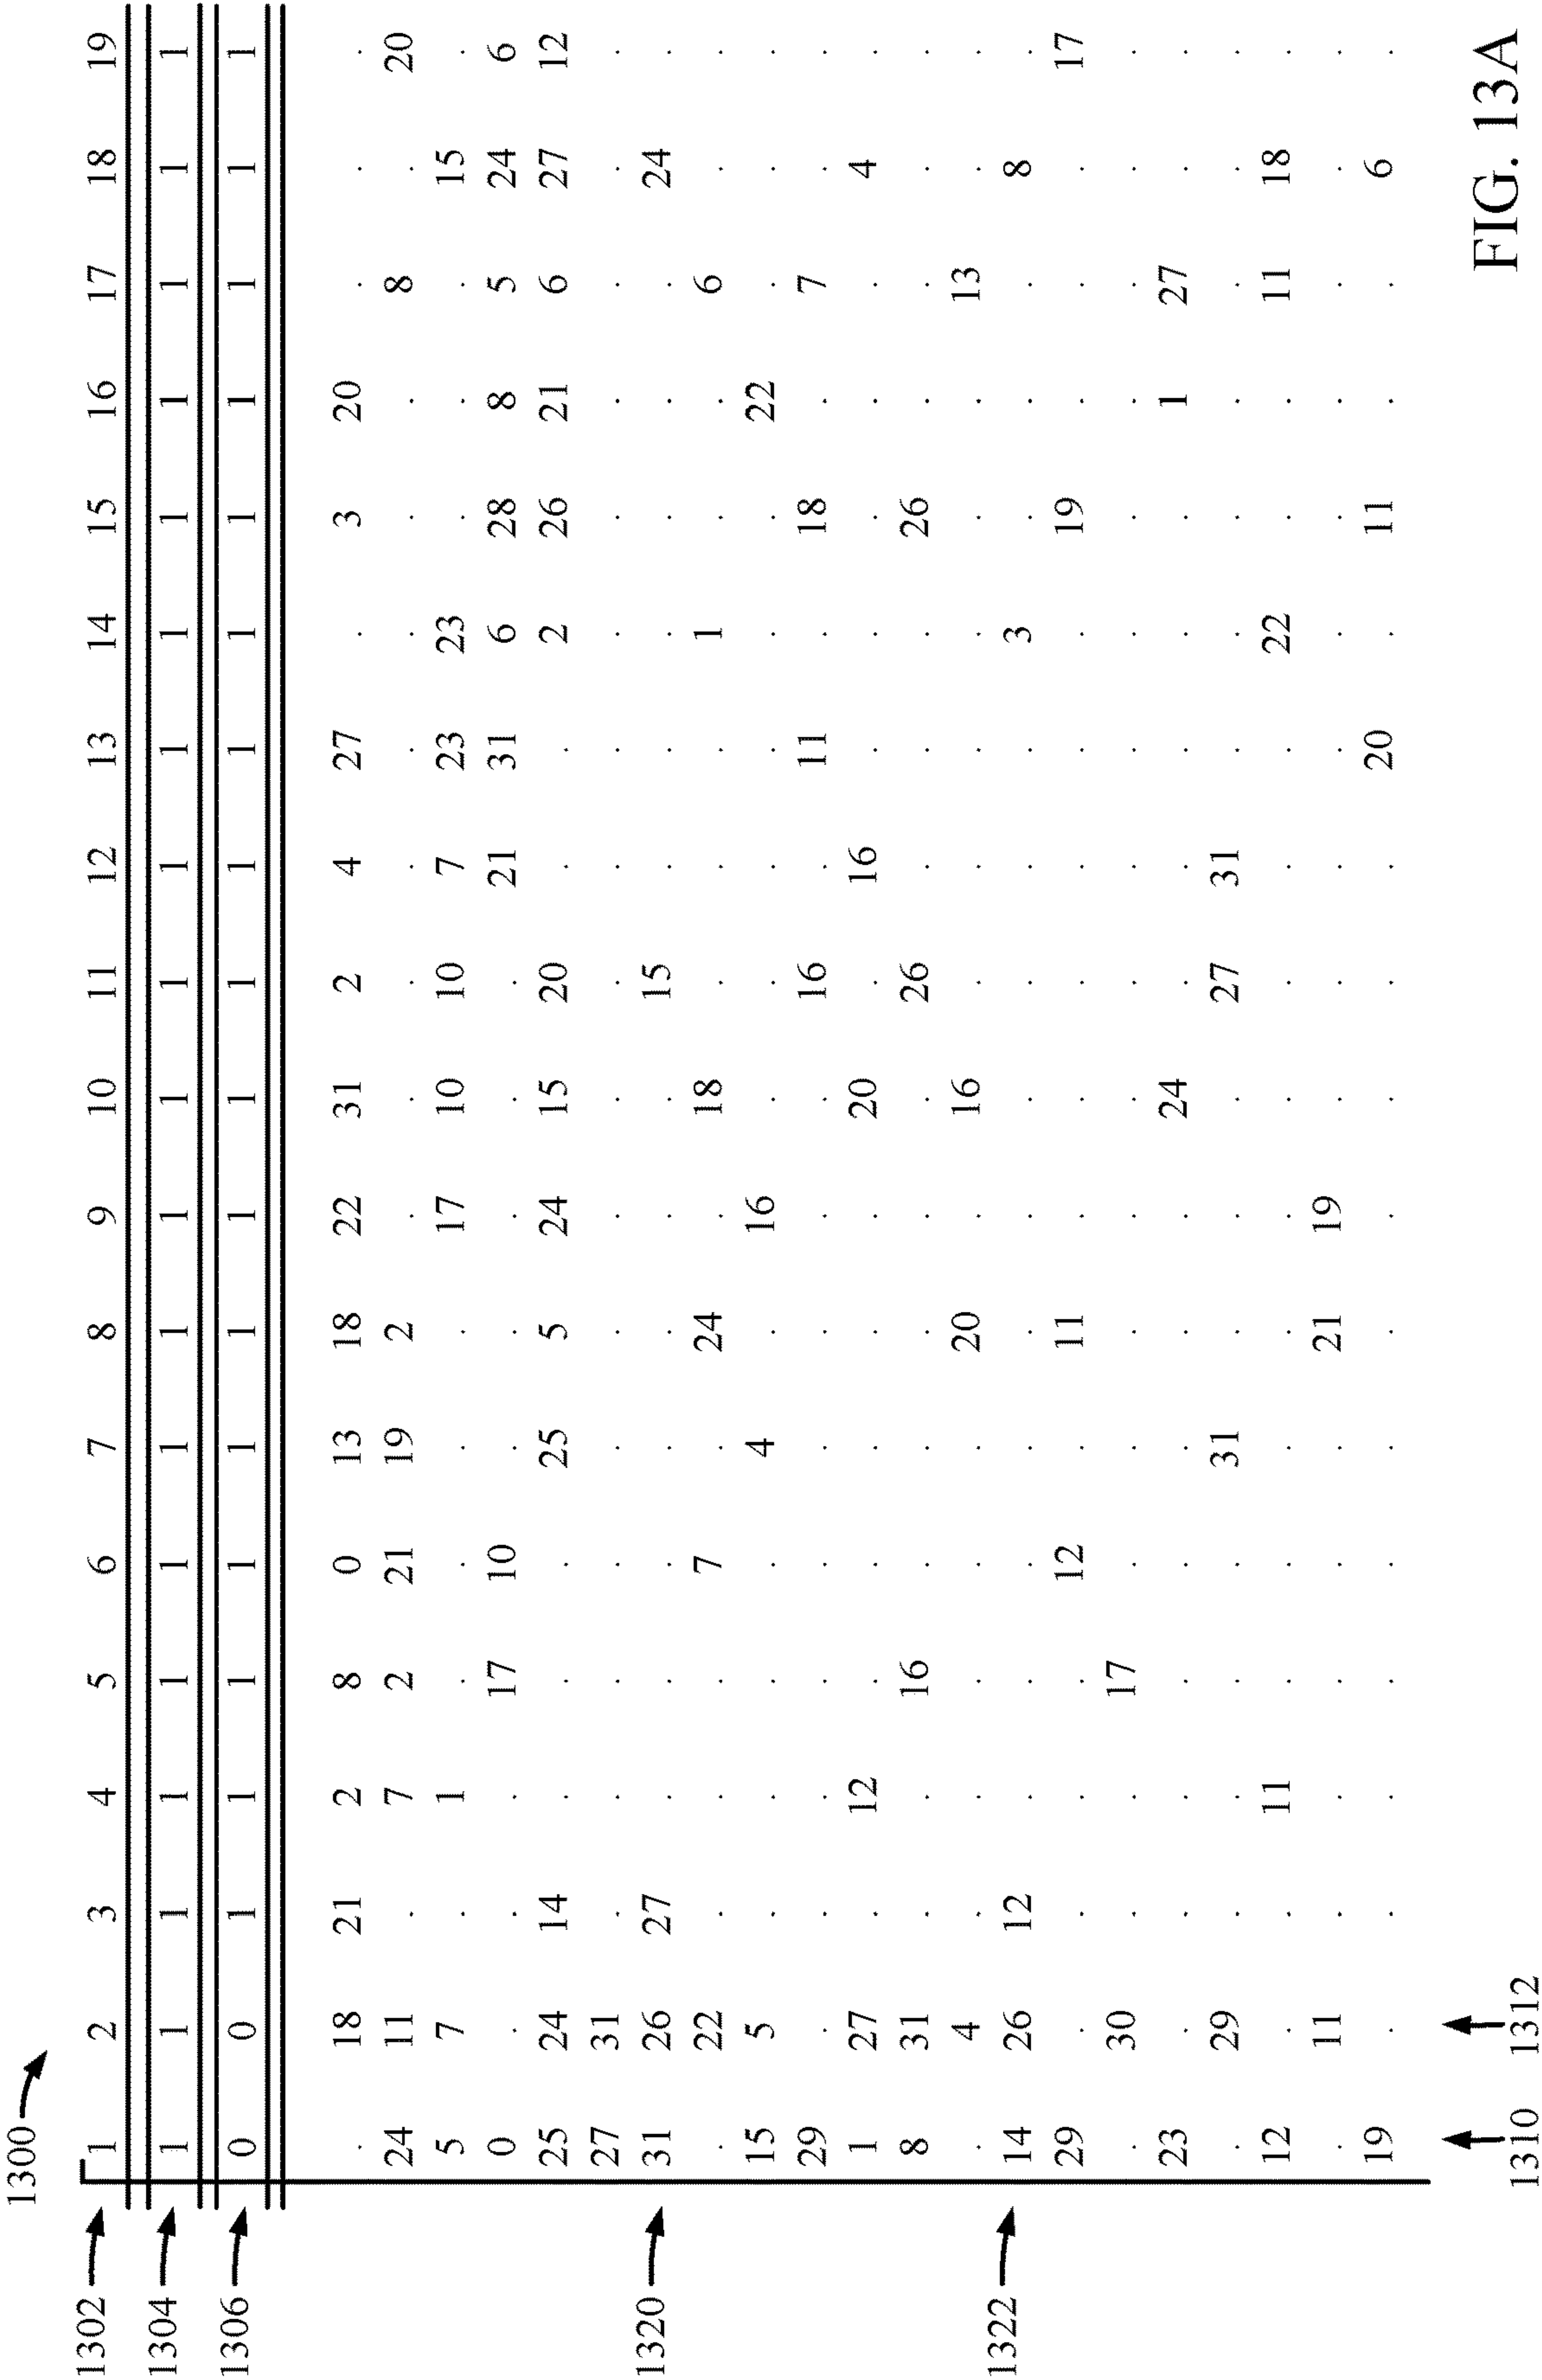 1300
1302 1 2 3 4 5 6 7 8 9 10 11 12 13 14 15 16 17 18 19
1304 1 1 1 1 1 1 1 1 1 1 1 1 1 1 1 1 1 1 1
1306 0 0 1 1 1 1 1 1 1 1 1 1 1 1 1 1 1 1 1
. 18 21 2 8 0 13 18 22 31 2 4 27 . 3 20 . . .
24 11 . 7 2 21 19 2 . . . . . . . . 8 . 20
5 7 . 1 . . . . 17 10 10 7 23 23 . . . 15 .
0 . . . 17 10 . . . . . 21 31 6 28 8 5 24 6
25 24 14 . . . 25 5 24 15 20 . . 2 26 21 6 27 12
27 31 . . . . . . . . . . . . . . . . .
1320 31 26 27 . . . . . . . 15 . . . . . . 24 .
. 22 . . . 7 . 24 . 18 . . . 1 . . 6 . .
15 5 . . . . 4 . 16 . . . . . . 22 . . .
29 . . . . . . . . . 16 . 11 . 18 . 7 . .
1 27 . 12 . . . . . 20 . 16 . . . . . 4 .
8 31 . . 16 . . . . . 26 . . . 26 . . . .
. 4 . . . . . 20 . 16 . . . . . . 13 . .
1322 14 26 12 . . . . . . . . . . 3 . . . 8 .
29 . . . . 12 . 11 . . . . . . 19 . . . 17
. 30 . . 17 . . . . . . . . . . . . . .
23 . . . . . . . . 24 . . . . . 1 27 . .
. 29 . . . . 31 . . . 27 31 . . . . . . .
12 . . 11 . . . . . . . . . 22 . . 11 18 .
. 11 . . . . . 21 19 . . . . . . . . . .
19 . . . . . . . . . . . 20 . 11 . . 6 .
1310 1312
FIG. 13A